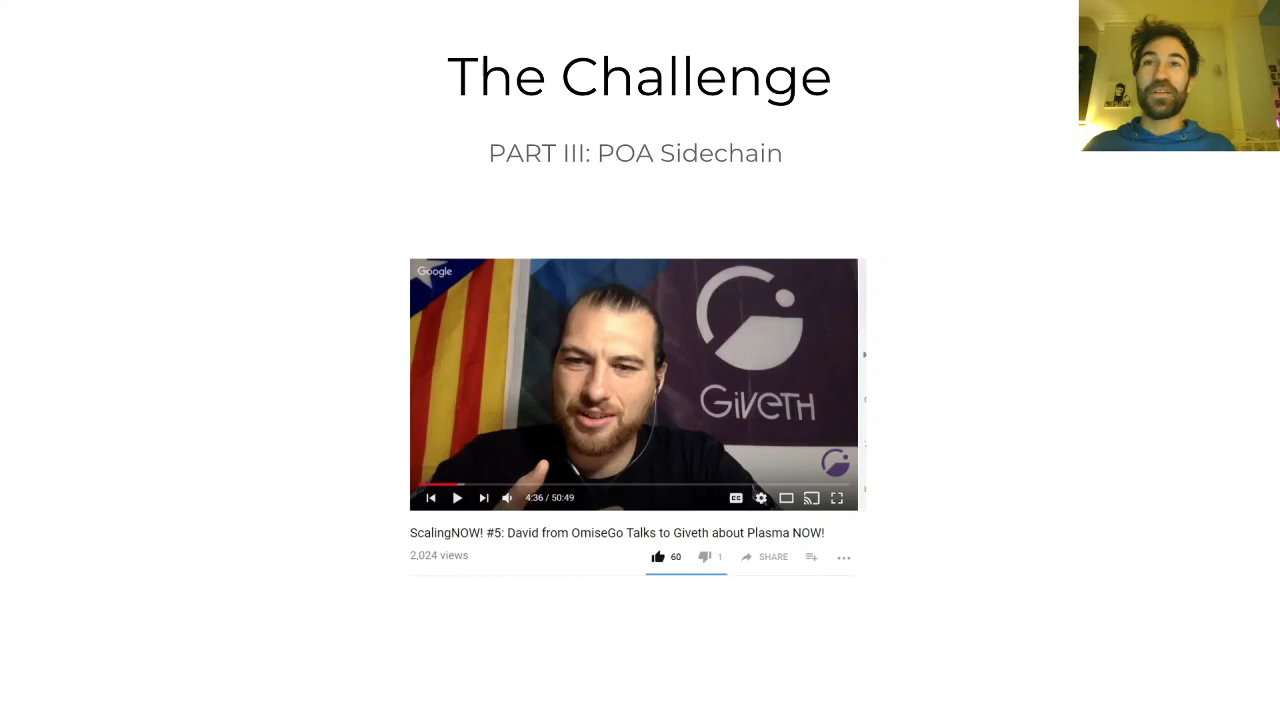 The Challenge
PART III: POA Sidechain
Google
GiVETH
4:36 / 50:49
ScalingNOW! #5: David from OmiseGo Talks to Giveth about Plasma NOW!
2,024 views
60
1
SHARE